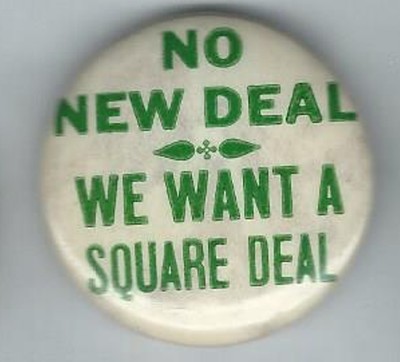 NO
NEW DEAL
WE WANT A
SQUARE DEAL